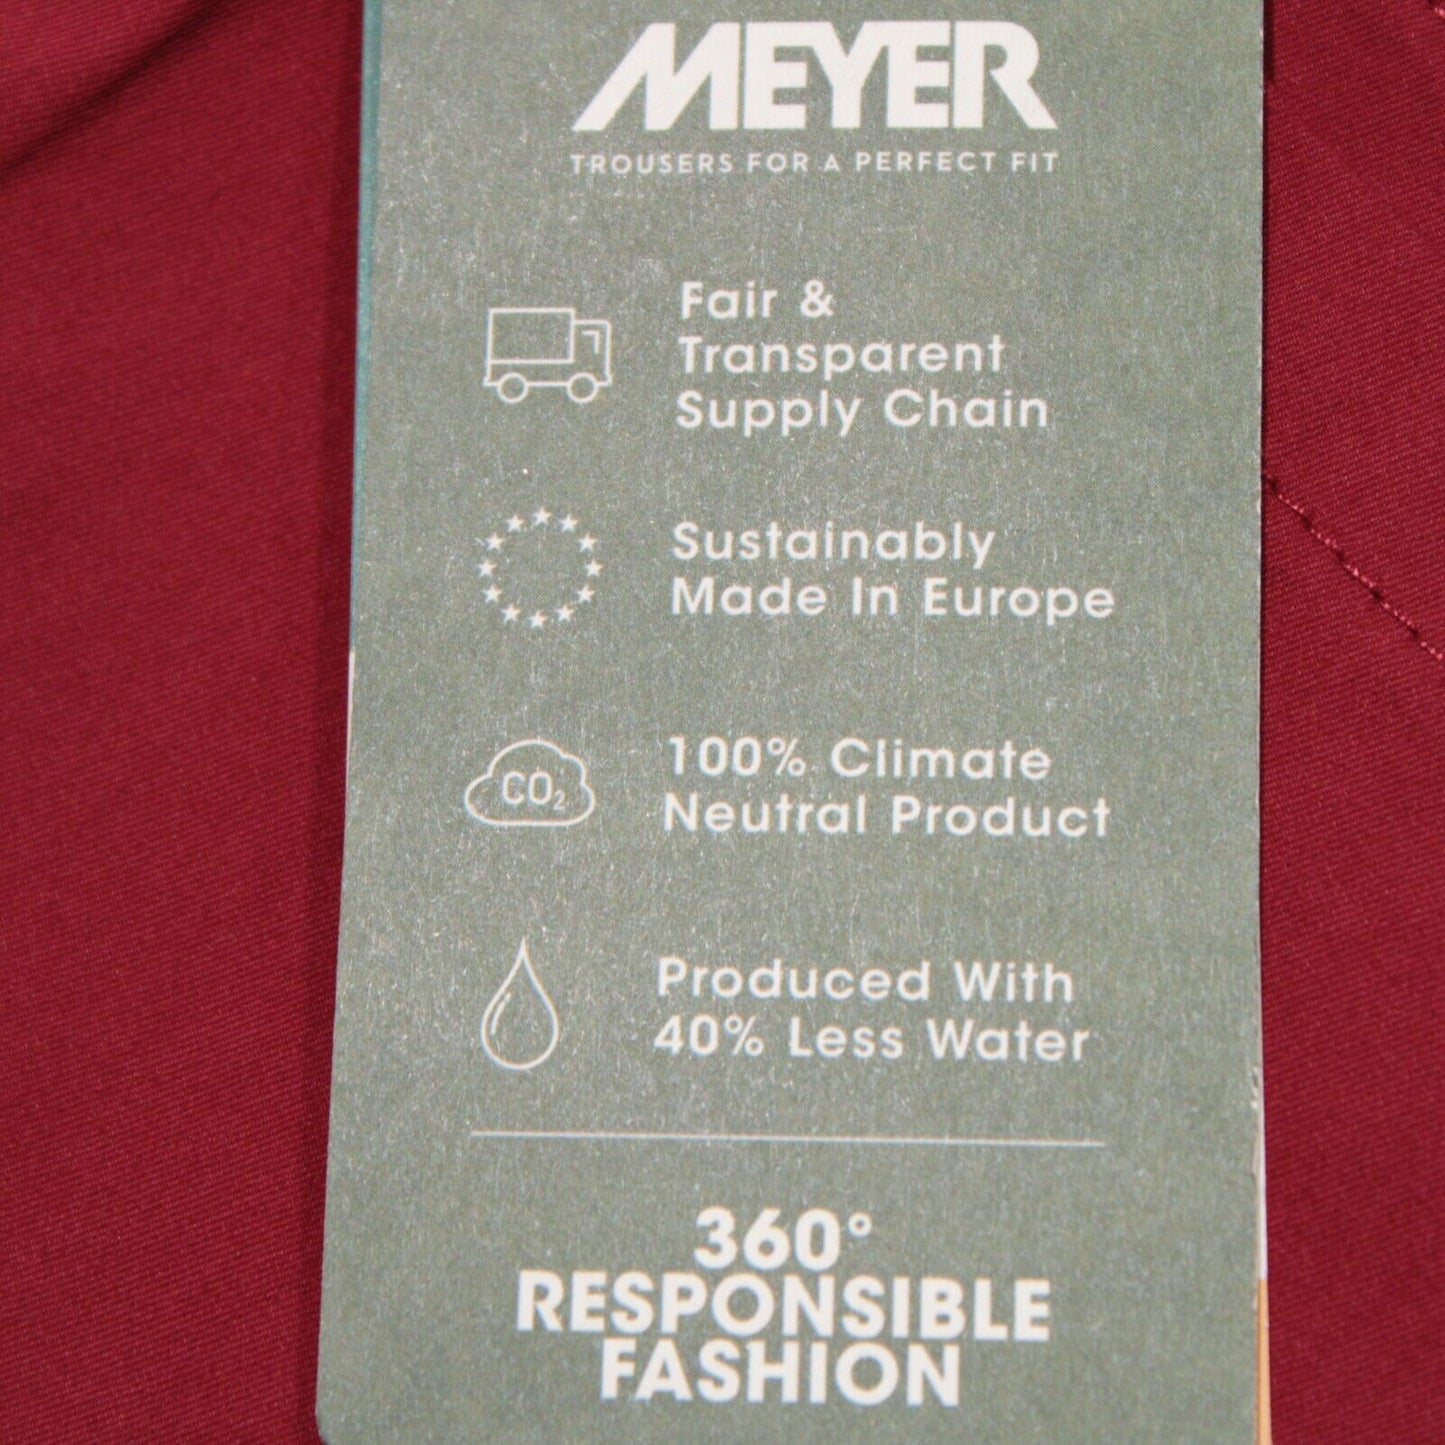 MEYER
TROUSERS FOR A PERFECT FIT
Fair &
Transparent
Supply Chain
Sustainably
Made In Europe
CO₂
100% Climate
Neutral Product
Produced With
40% Less Water
360°
RESPONSIBLE
FASHION